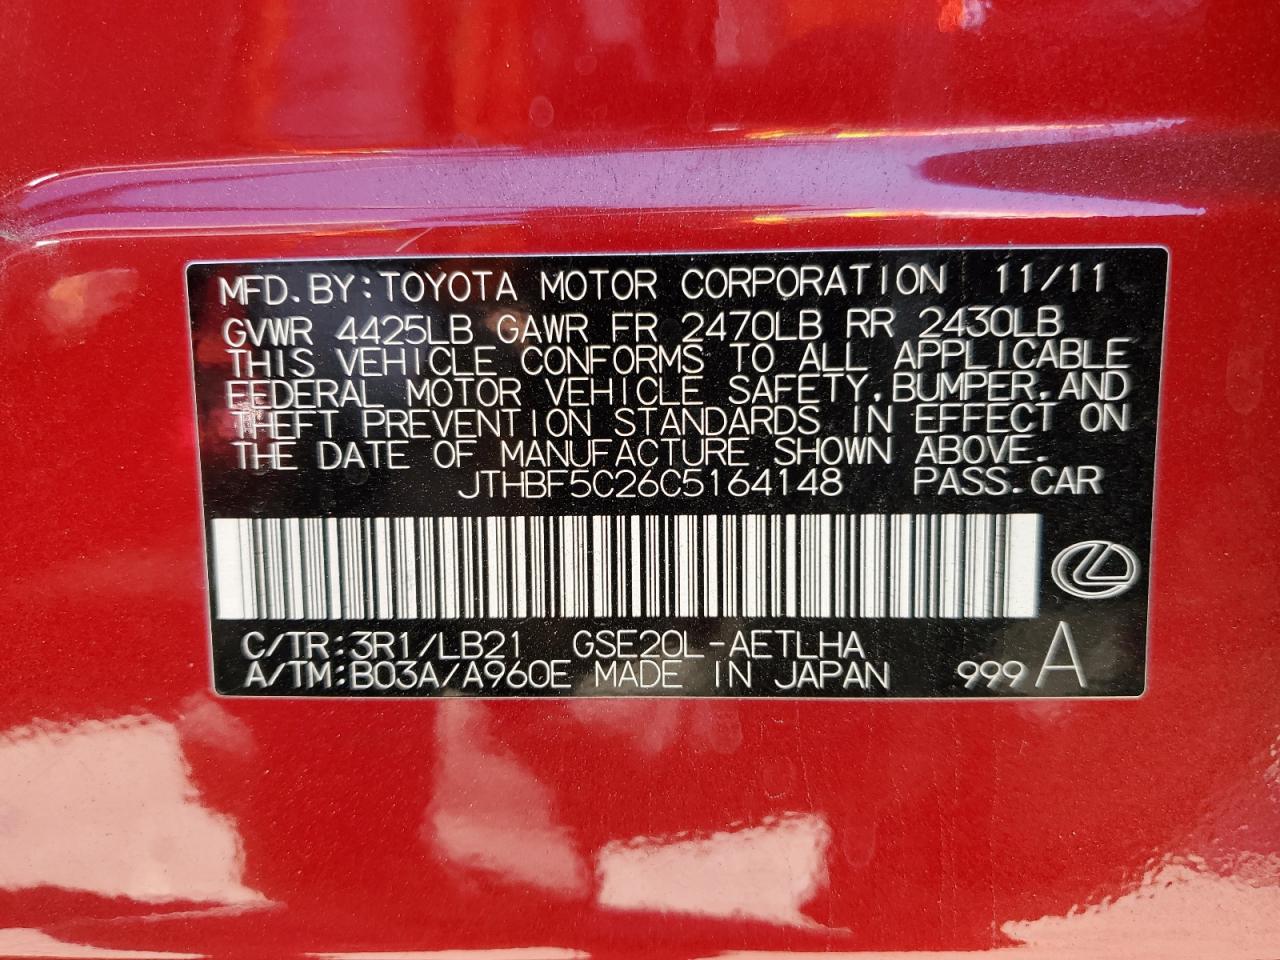 MFD.BY:TOYOTA MOTOR CORPORATION 11/11
GVWR 4425LB GAWR FR 2470LB RR 2430LB
THIS VEHICLE CONFORMS TO ALL APPLICABLE
FEDERAL MOTOR VEHICLE SAFETY,BUMPER,AND
THEFT PREVENTION STANDARDS IN EFFECT ON
THE DATE OF MANUFACTURE SHOWN ABOVE.
JTHBF5C26C5164148 PASS.CAR
C/TR:3R1/LB21 GSE20L-AETLHA
A/TM:B03A/A960E MADE IN JAPAN 999 A